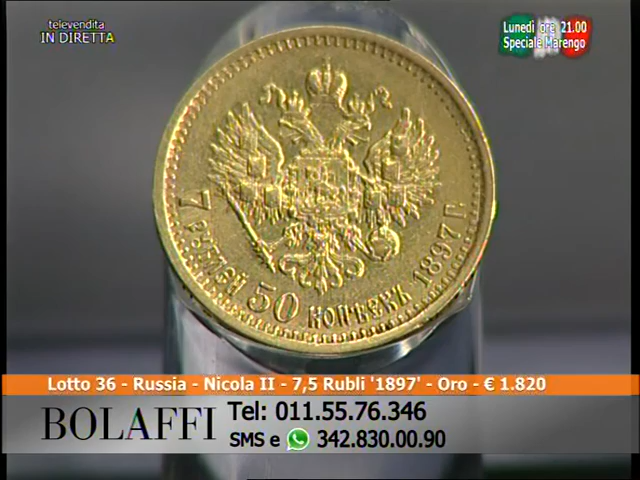 televendita
IN DIRETTA
Lunedì ore 21.00
Speciale Marengo
7 РУБЛЕЙ 50 КОПѢЕКЪ 1897 Г.
Lotto 36 - Russia - Nicola II - 7,5 Rubli '1897' - Oro - € 1.820
BOLAFFI
Tel: 011.55.76.346
SMS e 342.830.00.90